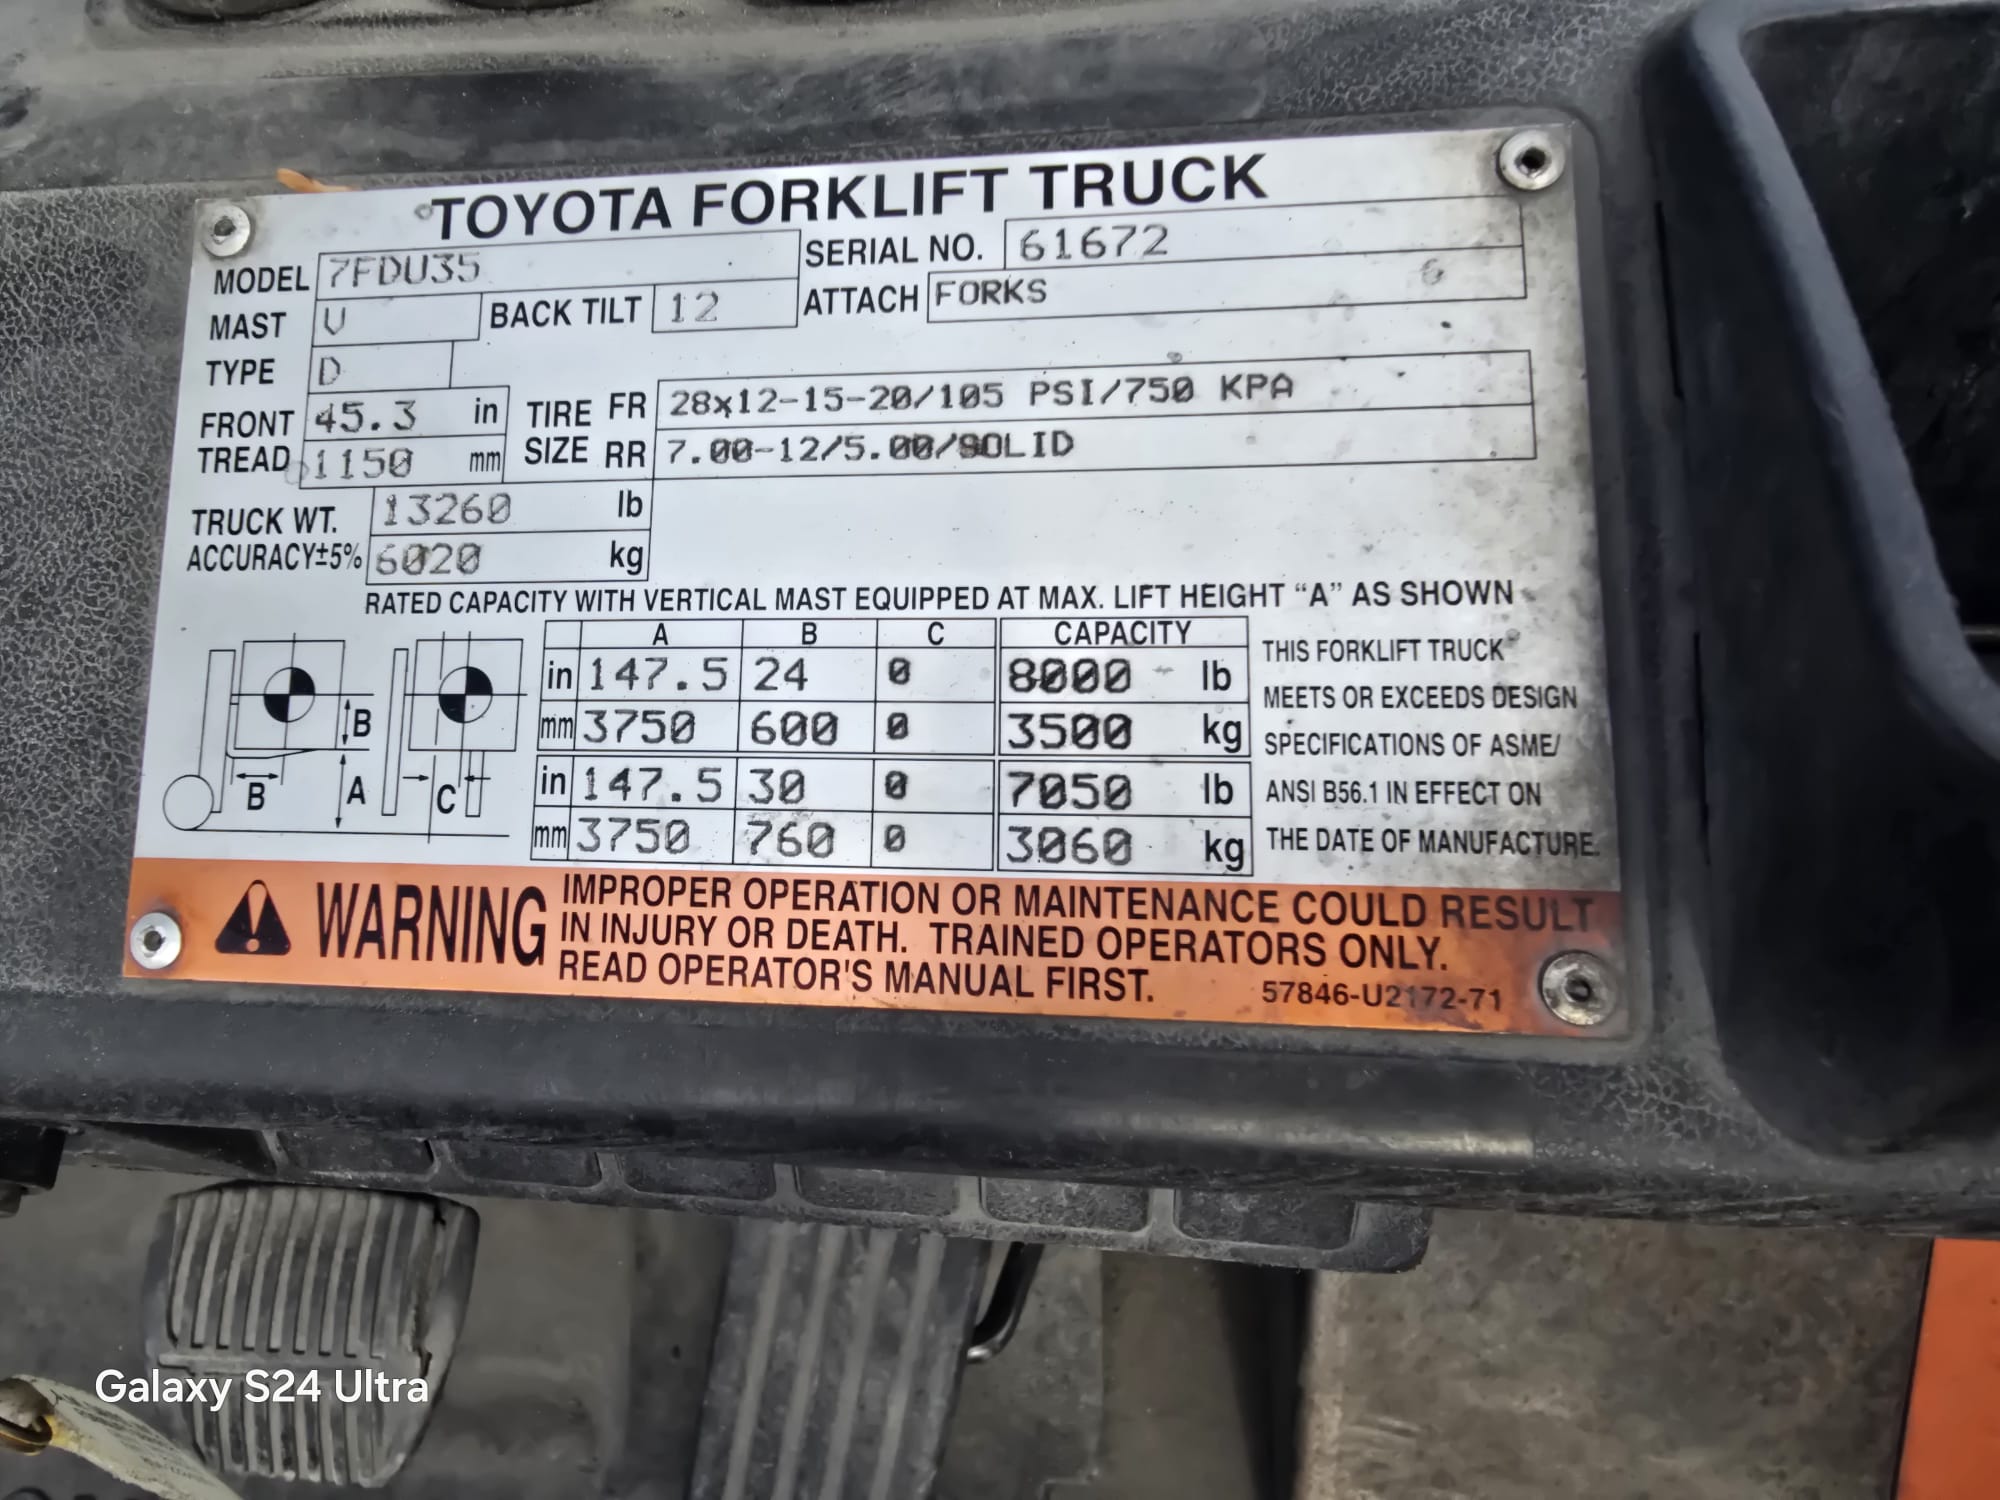 TOYOTA FORKLIFT TRUCK
MODEL 7FDU35 SERIAL NO. 61672
MAST V BACK TILT 12 ATTACH FORKS 6
TYPE D
FRONT TREAD 45.3 in TIRE SIZE FR 28x12-15-20/105 PSI/750 KPA
1150 mm RR 7.00-12/5.00/SOLID
TRUCK WT. 13260 lb
ACCURACY±5% 6020 kg
RATED CAPACITY WITH VERTICAL MAST EQUIPPED AT MAX. LIFT HEIGHT "A" AS SHOWN
A B C CAPACITY
in 147.5 24 0 8000 lb
mm 3750 600 0 3500 kg
in 147.5 30 0 7050 lb
mm 3750 760 0 3060 kg
B
B
A
C
THIS FORKLIFT TRUCK
MEETS OR EXCEEDS DESIGN
SPECIFICATIONS OF ASME/
ANSI B56.1 IN EFFECT ON
THE DATE OF MANUFACTURE.
WARNING
IMPROPER OPERATION OR MAINTENANCE COULD RESULT
IN INJURY OR DEATH. TRAINED OPERATORS ONLY.
READ OPERATOR'S MANUAL FIRST.
57846-U2172-71
Galaxy S24 Ultra